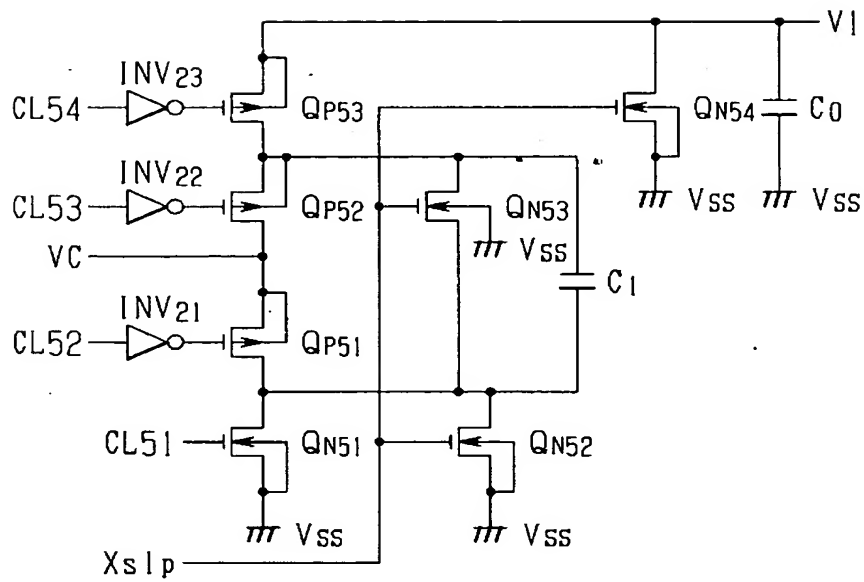 V1
INV23
CL54
QP53
QN54
C0
INV22
CL53
QP52
QN53
VSS
VSS
VC
VSS
C1
INV21
CL52
QP51
CL51
QN51
QN52
VSS
VSS
Xslp